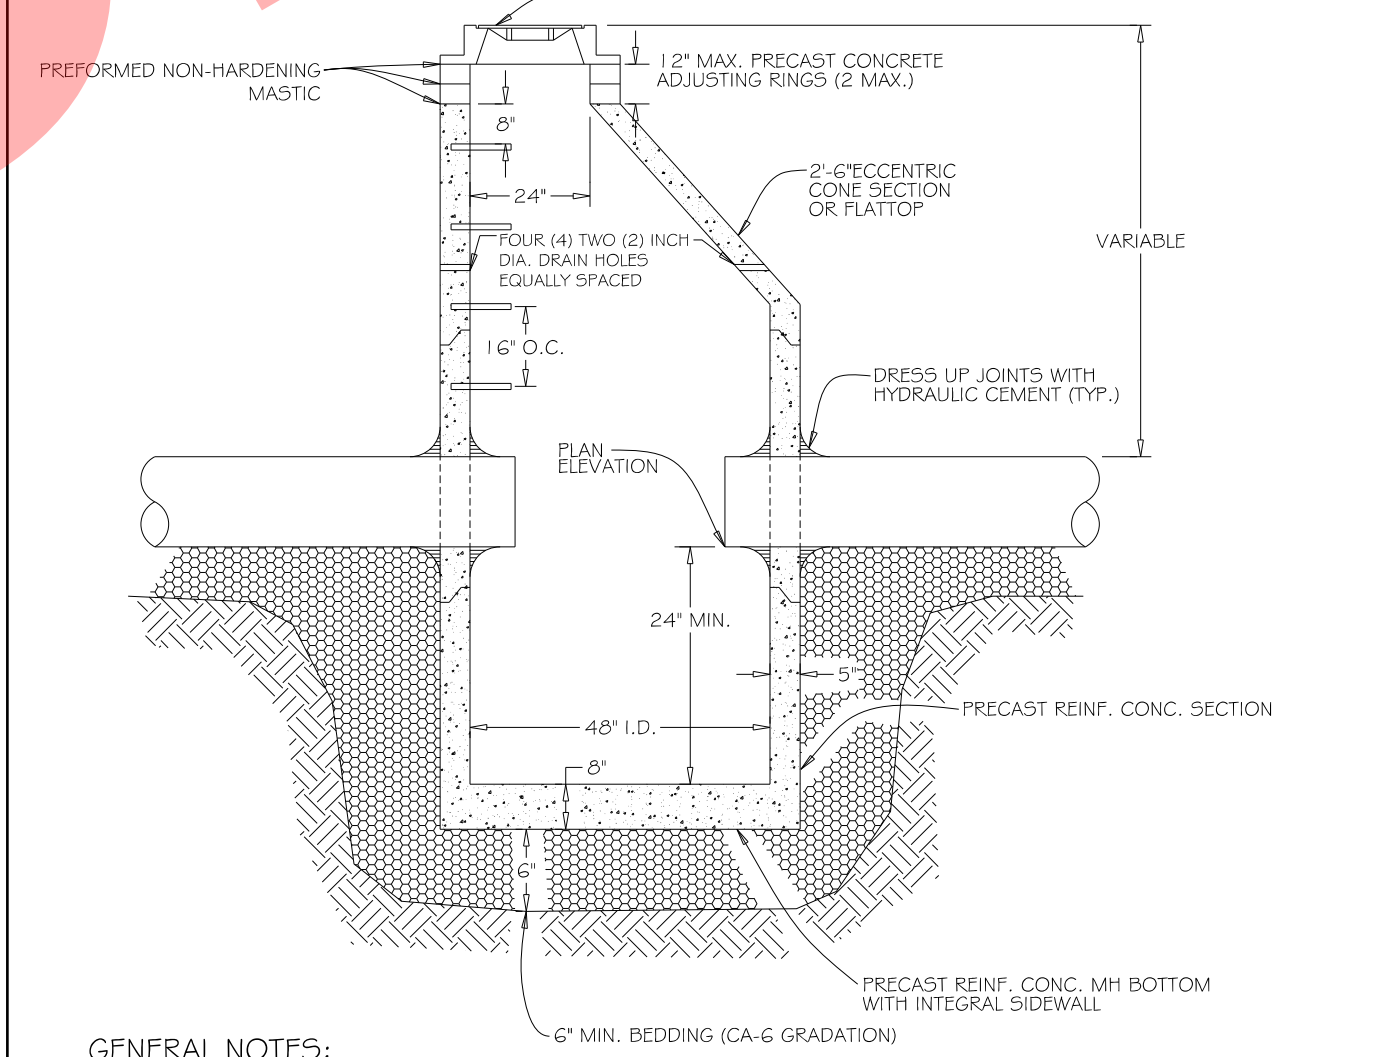 PREFORMED NON-HARDENING
MASTIC
12" MAX. PRECAST CONCRETE
ADJUSTING RINGS (2 MAX.)
8"
24"
2'-6"ECCENTRIC
CONE SECTION
OR FLATTOP
VARIABLE
FOUR (4) TWO (2) INCH
DIA. DRAIN HOLES
EQUALLY SPACED
16" O.C.
DRESS UP JOINTS WITH
HYDRAULIC CEMENT (TYP.)
PLAN
ELEVATION
24" MIN.
5"
PRECAST REINF. CONC. SECTION
48" I.D.
8"
6"
PRECAST REINF. CONC. MH BOTTOM
WITH INTEGRAL SIDEWALL
6" MIN. BEDDING (CA-6 GRADATION)
GENERAL NOTES: